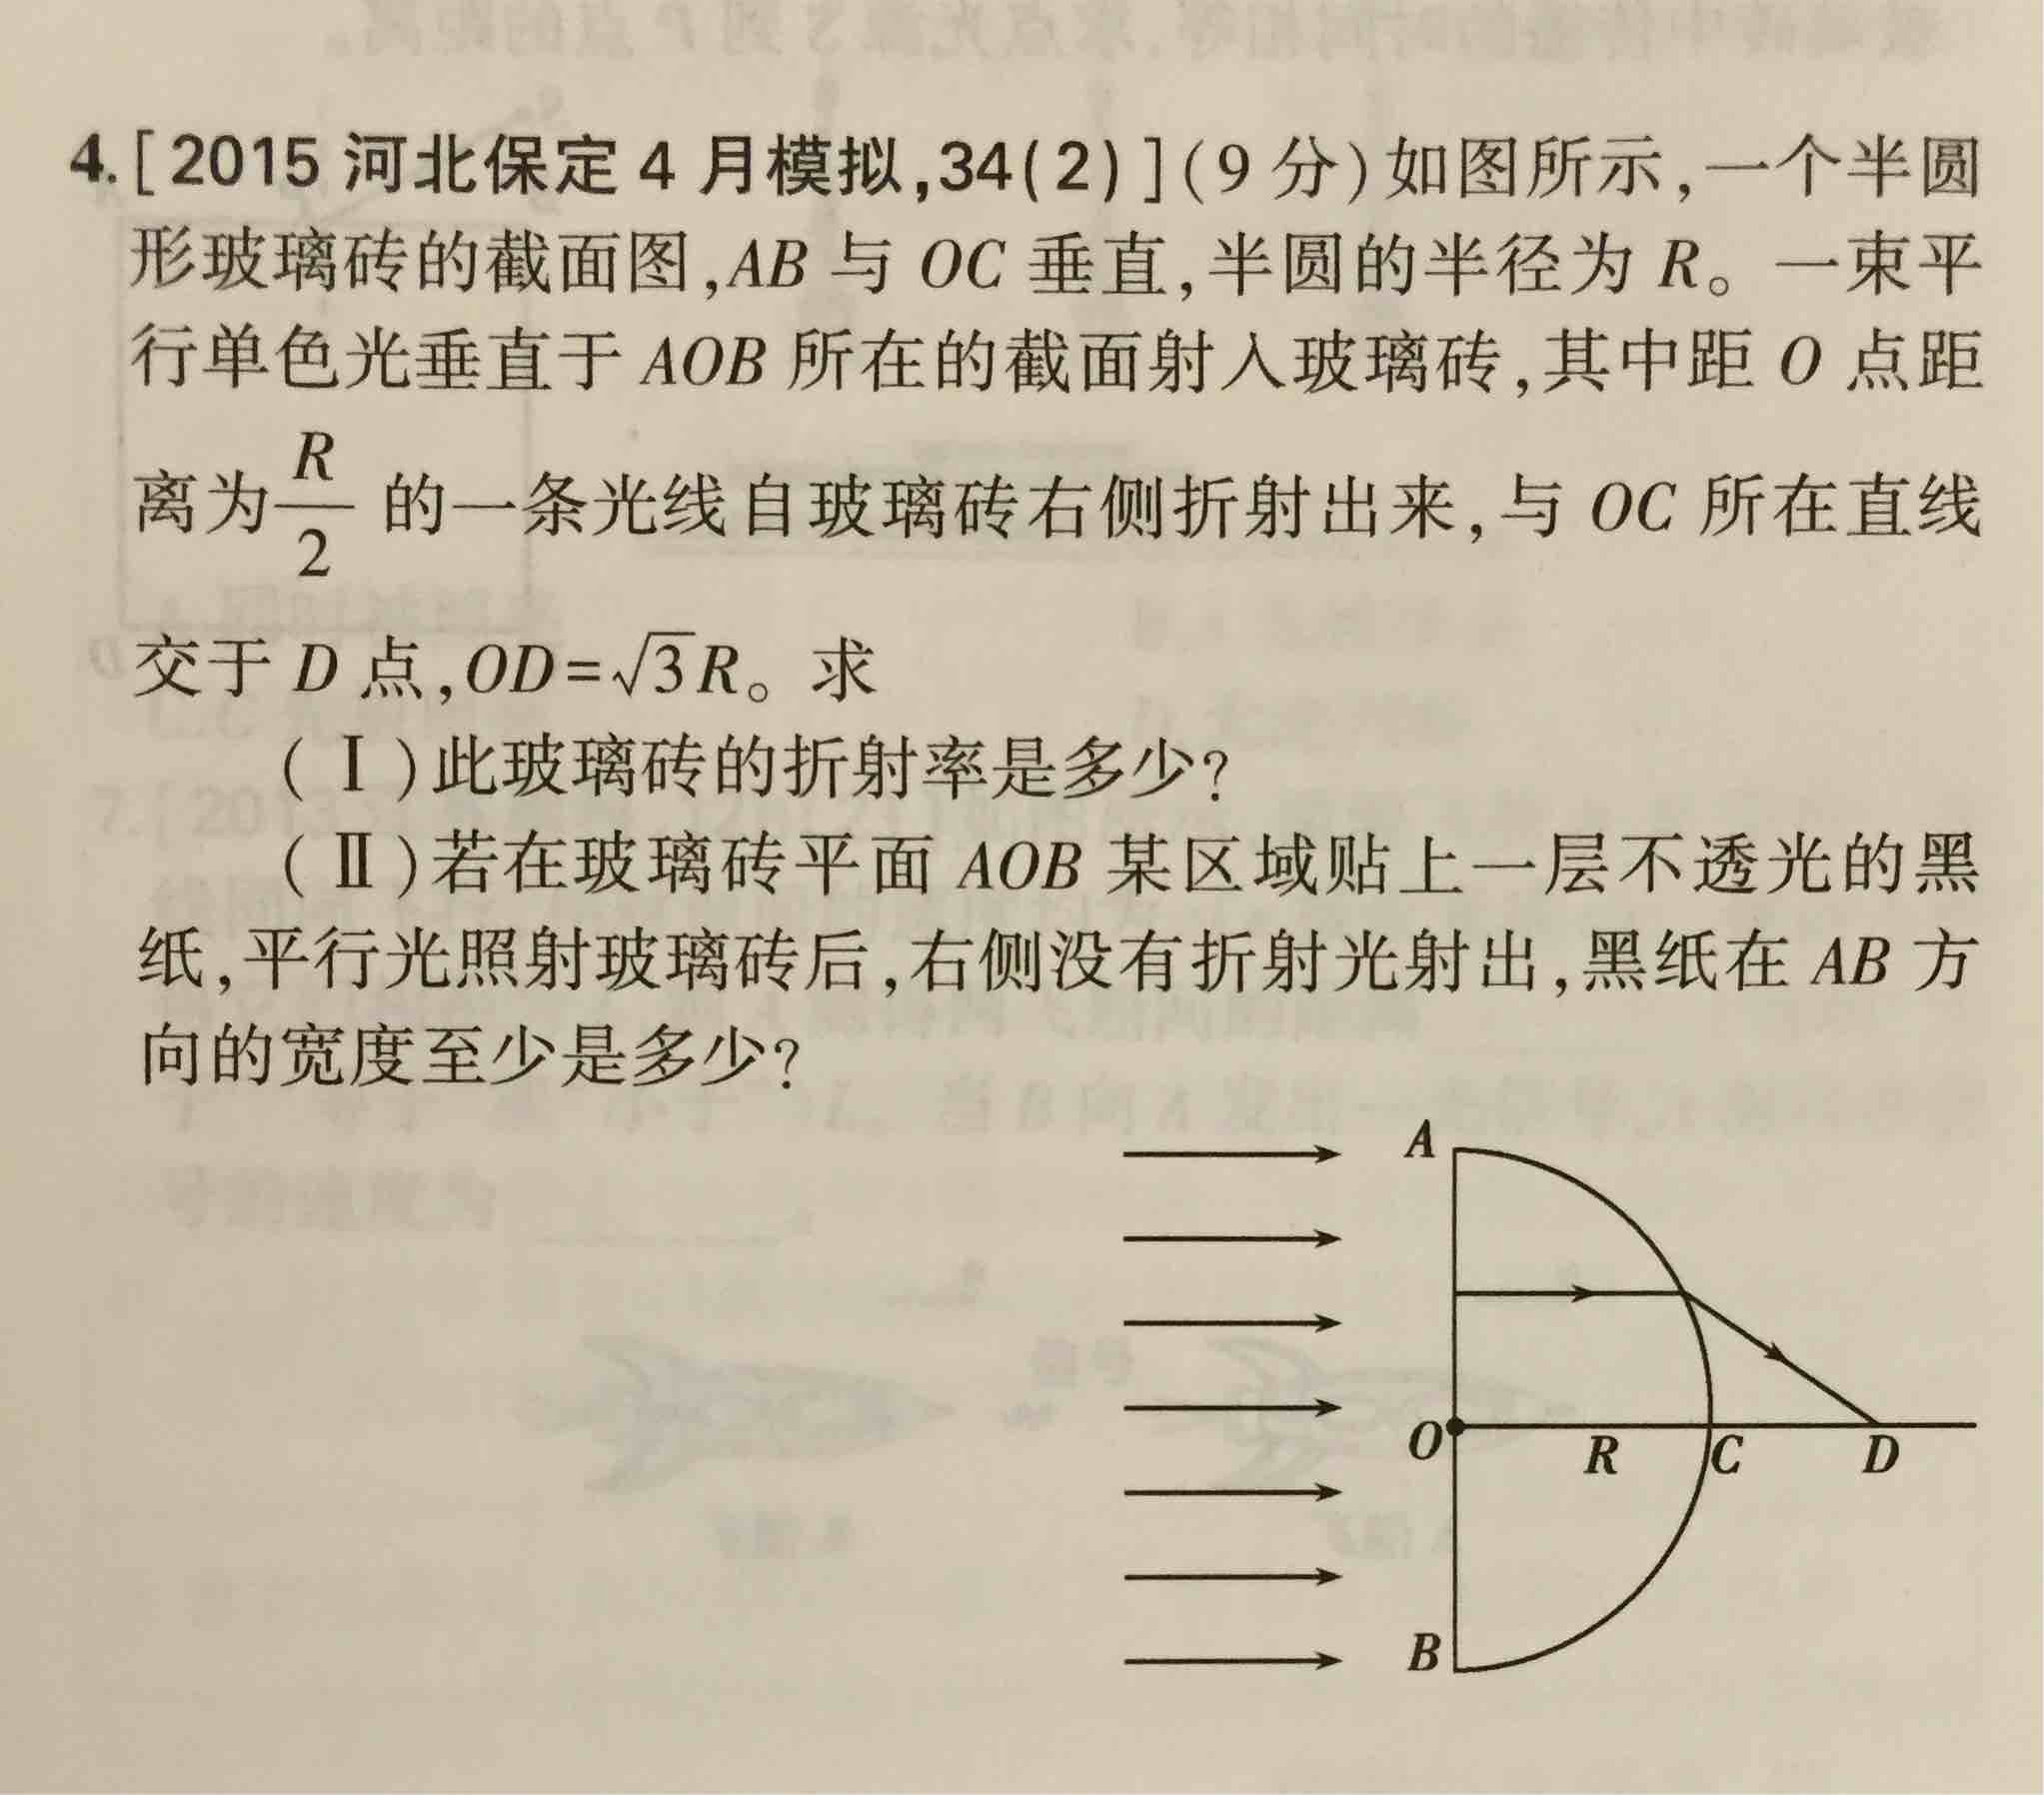 4.[2015 河北保定 4 月模拟,34(2)](9 分)如图所示,一个半圆
形玻璃砖的截面图,AB 与 OC 垂直,半圆的半径为 R。一束平
行单色光垂直于 AOB 所在的截面射入玻璃砖,其中距 O 点距
离为R/2 的一条光线自玻璃砖右侧折射出来,与 OC 所在直线
交于 D 点,OD=√3R。求
(Ⅰ)此玻璃砖的折射率是多少?
(Ⅱ)若在玻璃砖平面 AOB 某区域贴上一层不透光的黑
纸,平行光照射玻璃砖后,右侧没有折射光射出,黑纸在 AB 方
向的宽度至少是多少?
A
O R C D
B